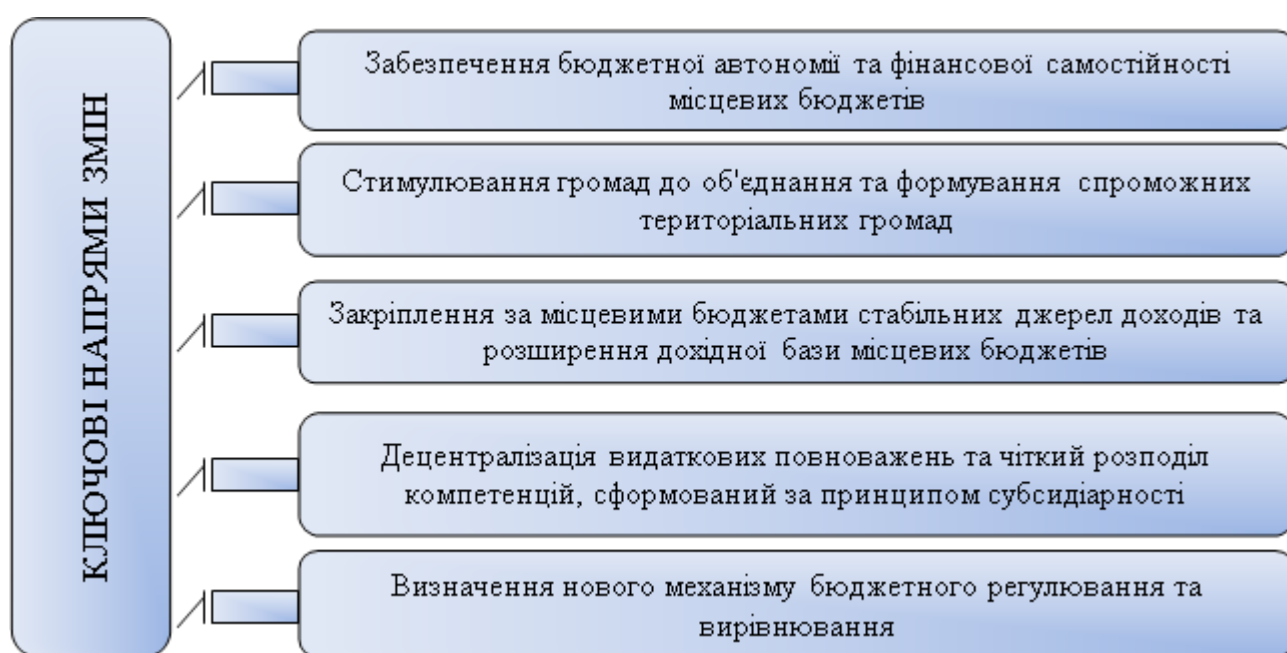 КЛЮЧОВІ НАПРЯМИ ЗМІН
Забезпечення бюджетної автономії та фінансової самостійності
місцевих бюджетів
Стимулювання громад до об'єднання та формування спроможних
територіальних громад
Закріплення за місцевими бюджетами стабільних джерел доходів та
розширення дохідної бази місцевих бюджетів
Децентралізація видаткових повноважень та чіткий розподіл
компетенцій, сформований за принципом субсидіарності
Визначення нового механізму бюджетного регулювання та
вирівнювання